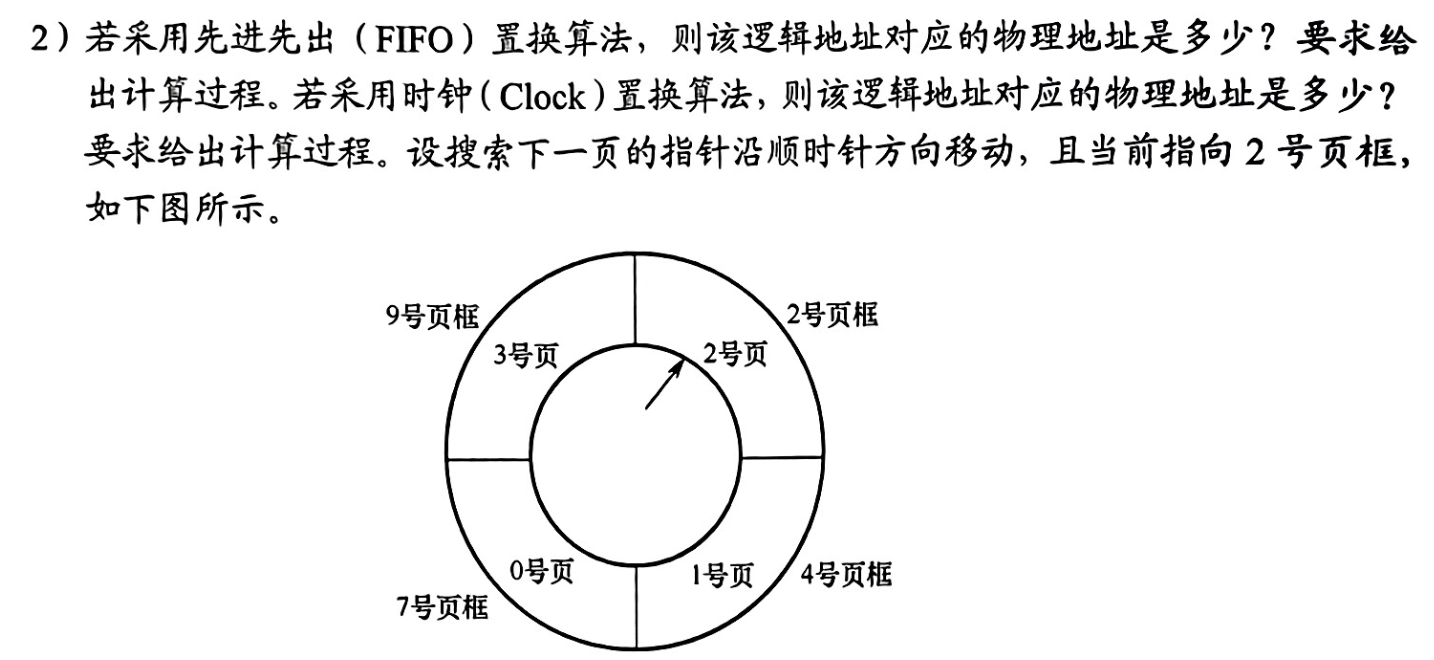 2）若采用先进先出（FIFO）置换算法，则该逻辑地址对应的物理地址是多少？要求给
出计算过程。若采用时钟（Clock）置换算法，则该逻辑地址对应的物理地址是多少？
要求给出计算过程。设搜索下一页的指针沿顺时针方向移动，且当前指向2号页框，
如下图所示。
9号页框
2号页框
3号页
2号页
0号页
1号页
4号页框
7号页框